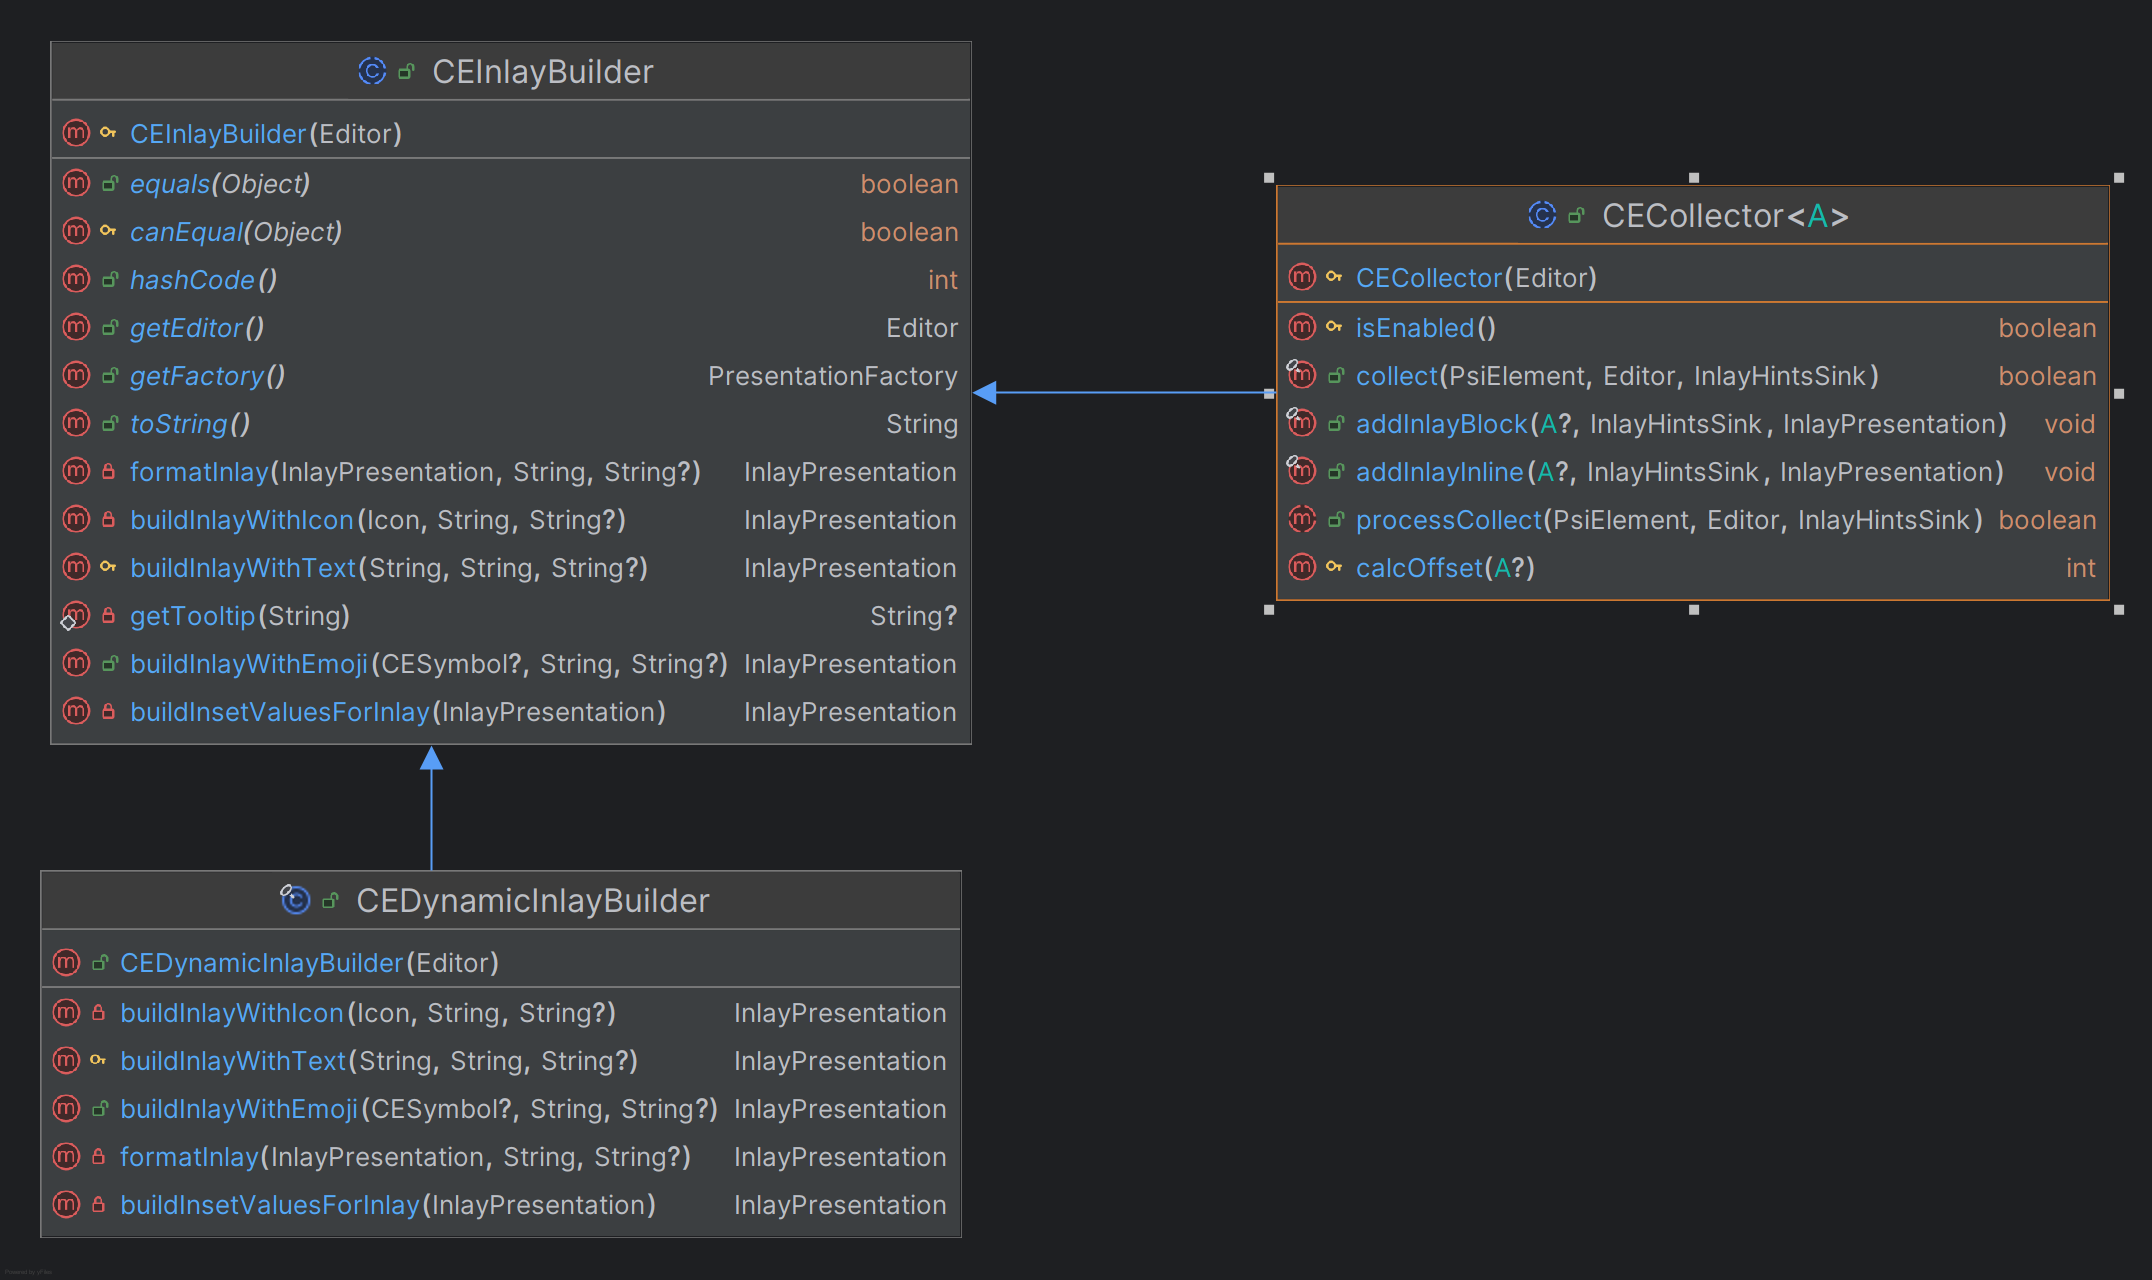 CEInlayBuilder
CEInlayBuilder(Editor)
equals(Object) boolean
canEqual(Object) boolean
hashCode() int
getEditor() Editor
getFactory() PresentationFactory
toString() String
formatInlay(InlayPresentation, String, String?) InlayPresentation
buildInlayWithIcon(Icon, String, String?) InlayPresentation
buildInlayWithText(String, String, String?) InlayPresentation
getTooltip(String) String?
buildInlayWithEmoji(CESymbol?, String, String?) InlayPresentation
buildInsetValuesForInlay(InlayPresentation) InlayPresentation
CECollector<A>
CECollector(Editor)
isEnabled() boolean
collect(PsiElement, Editor, InlayHintsSink) boolean
addInlayBlock(A?, InlayHintsSink, InlayPresentation) void
addInlayInline(A?, InlayHintsSink, InlayPresentation) void
processCollect(PsiElement, Editor, InlayHintsSink) boolean
calcOffset(A?) int
CEDynamicInlayBuilder
CEDynamicInlayBuilder(Editor)
buildInlayWithIcon(Icon, String, String?) InlayPresentation
buildInlayWithText(String, String, String?) InlayPresentation
buildInlayWithEmoji(CESymbol?, String, String?) InlayPresentation
formatInlay(InlayPresentation, String, String?) InlayPresentation
buildInsetValuesForInlay(InlayPresentation) InlayPresentation
Powered by yFiles